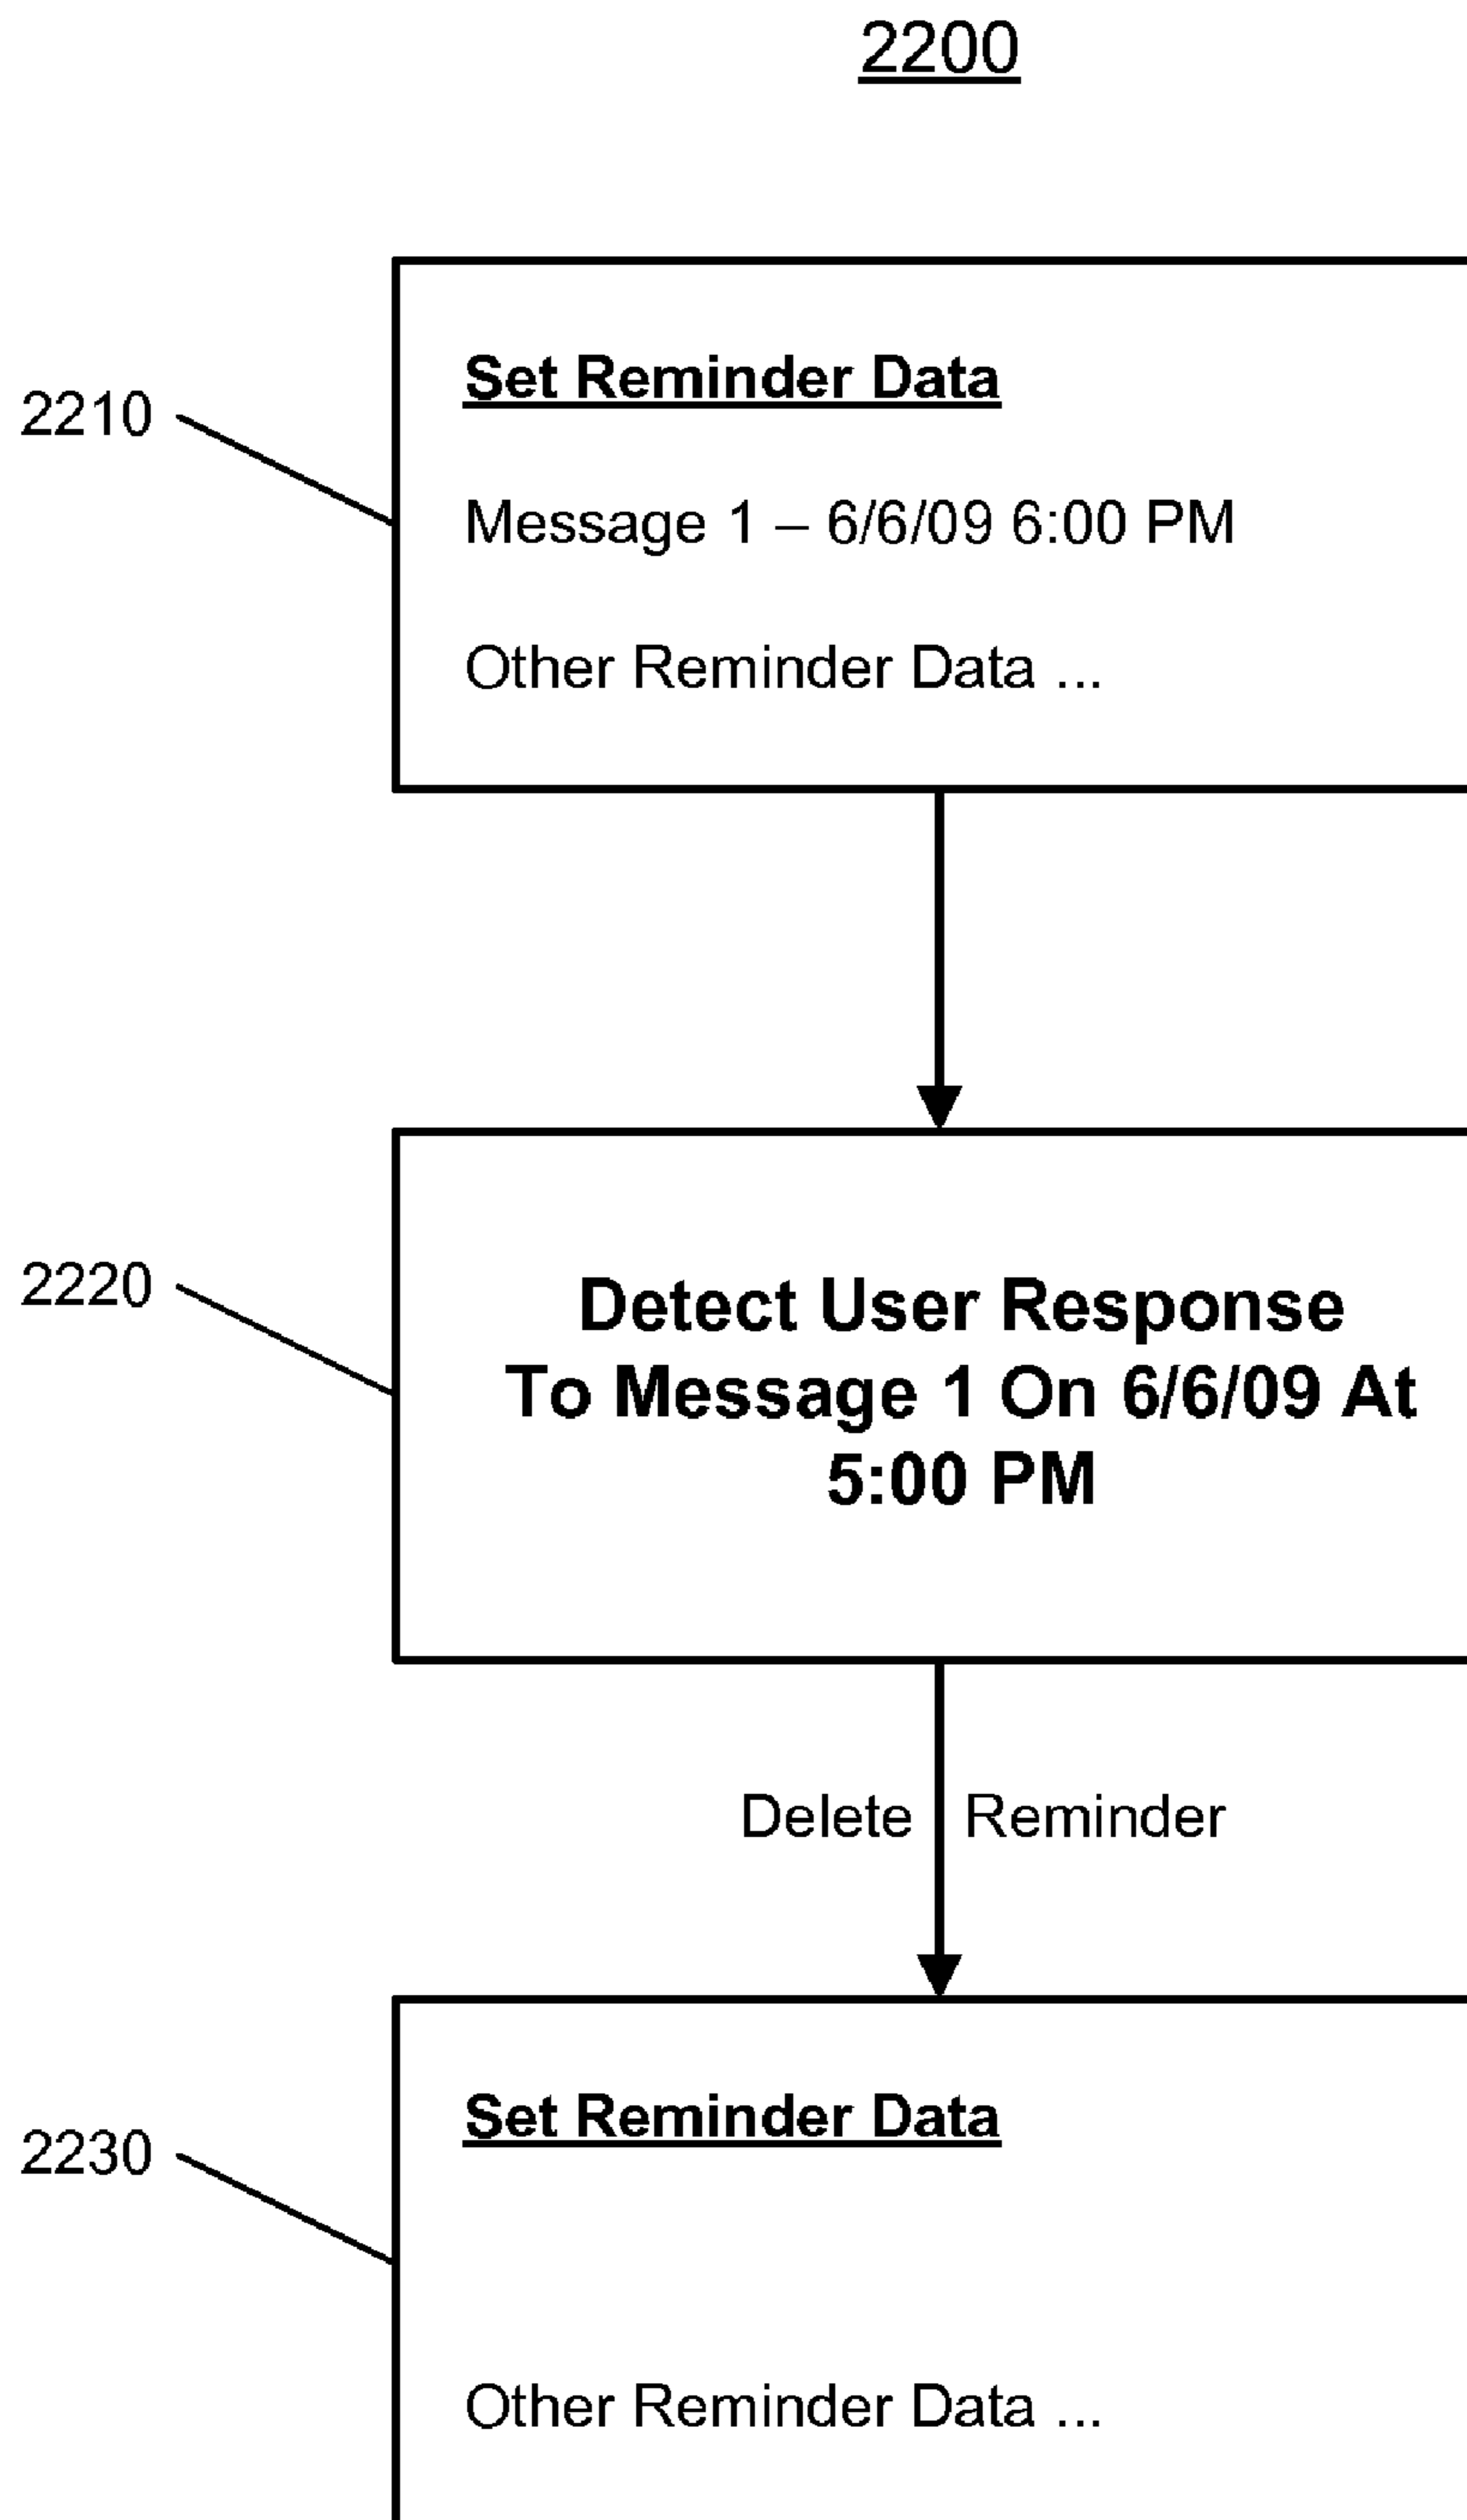 2200
2210
Set Reminder Data
Message 1 – 6/6/09 6:00 PM
Other Reminder Data ...
2220
Detect User Response
To Message 1 On 6/6/09 At
5:00 PM
Delete Reminder
2230
Set Reminder Data
Other Reminder Data ...